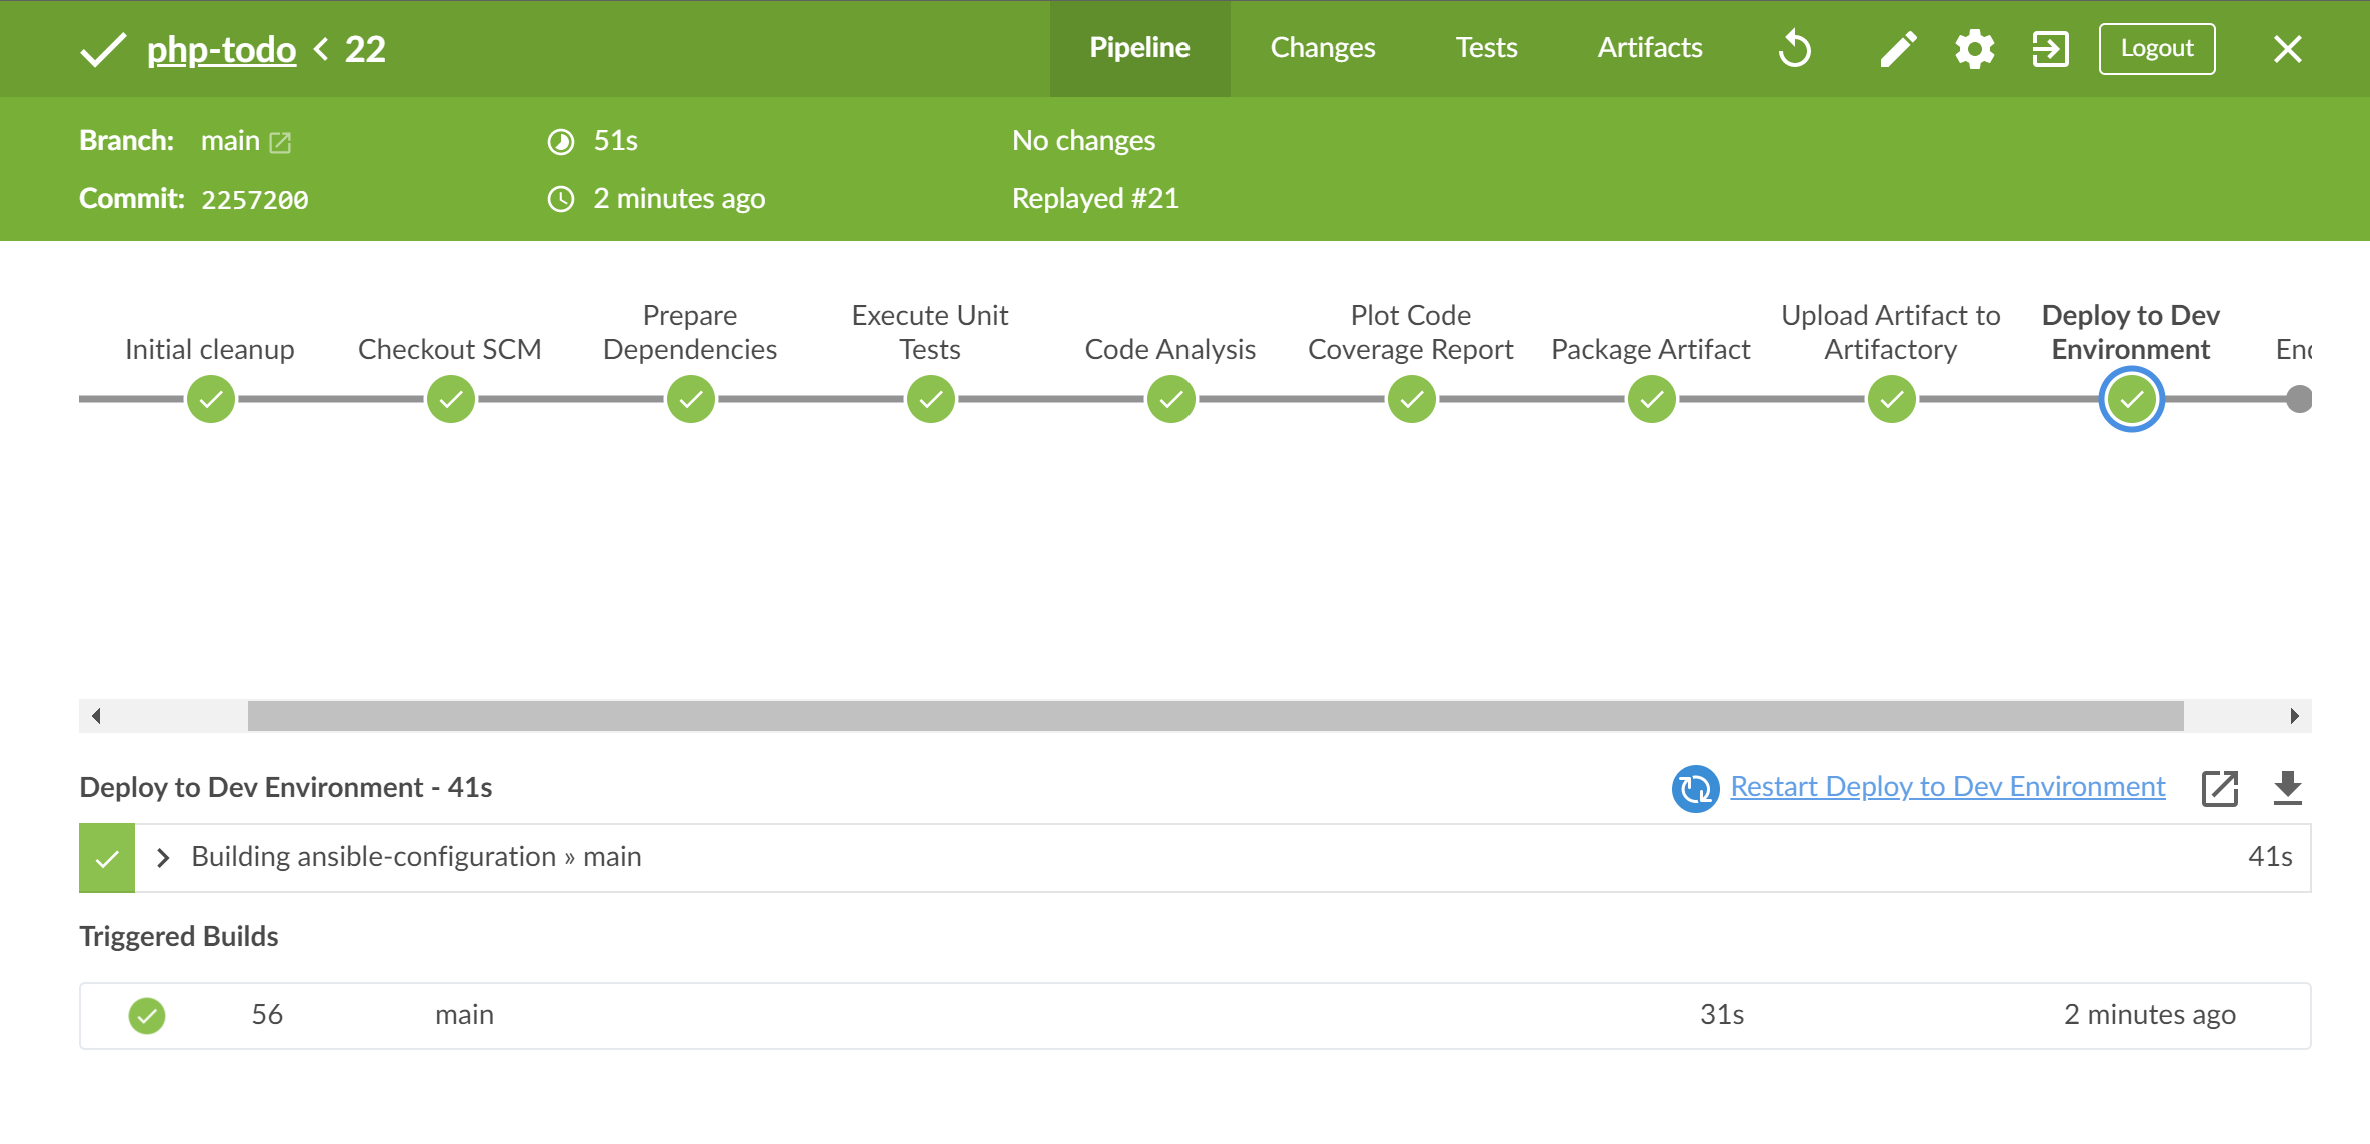 php-todo < 22
Pipeline
Changes
Tests
Artifacts
Logout
Branch: main
51s
No changes
Commit: 2257200
2 minutes ago
Replayed #21
Initial cleanup
Checkout SCM
Prepare
Dependencies
Execute Unit
Tests
Code Analysis
Plot Code
Coverage Report
Package Artifact
Upload Artifact to
Artifactory
Deploy to Dev
Environment
Deploy to Dev Environment - 41s
Restart Deploy to Dev Environment
Building ansible-configuration » main
41s
Triggered Builds
56
main
31s
2 minutes ago